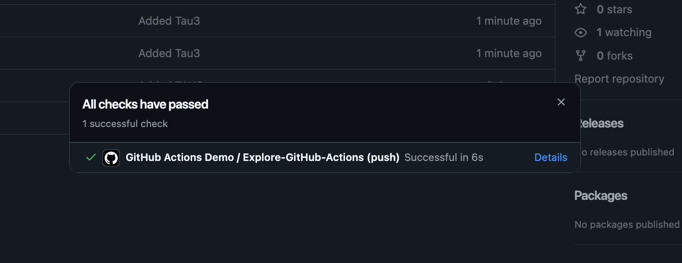 Added Tau3
1 minute ago
0 stars
1 watching
Added Tau3
1 minute ago
0 forks
Report repository
All checks have passed
1 successful check
Releases
No releases published
GitHub Actions Demo / Explore-GitHub-Actions (push) Successful in 6s Details
Packages
No packages published